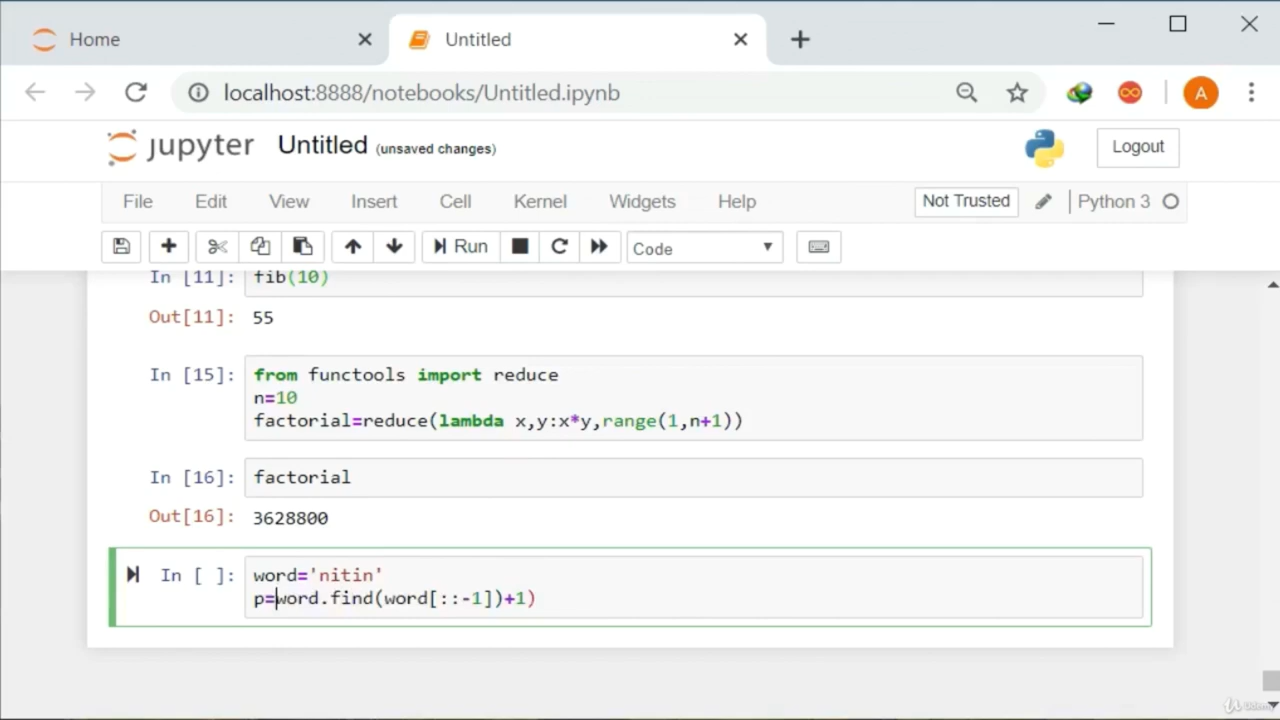 Home
Untitled
localhost:8888/notebooks/Untitled.ipynb
A
jupyter Untitled (unsaved changes)
Logout
File Edit View Insert Cell Kernel Widgets Help
Not Trusted
Python 3
Run
Code
In [11]: fib(10)
Out[11]: 55
In [15]: from functools import reduce
n=10
factorial=reduce(lambda x,y:x*y,range(1,n+1))
In [16]: factorial
Out[16]: 3628800
In [ ]: word='nitin'
p=word.find(word[::-1])+1)
Udemy